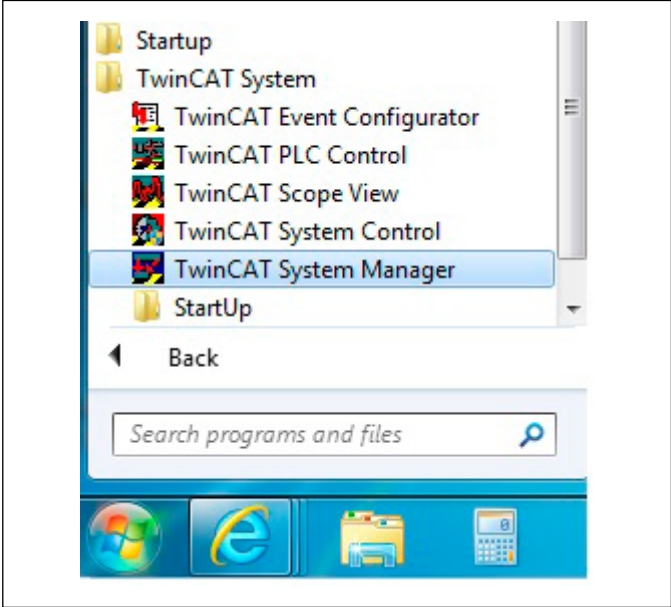 Startup
TwinCAT System
TwinCAT Event Configurator
TwinCAT PLC Control
TwinCAT Scope View
TwinCAT System Control
TwinCAT System Manager
StartUp
Back
Search programs and files
0